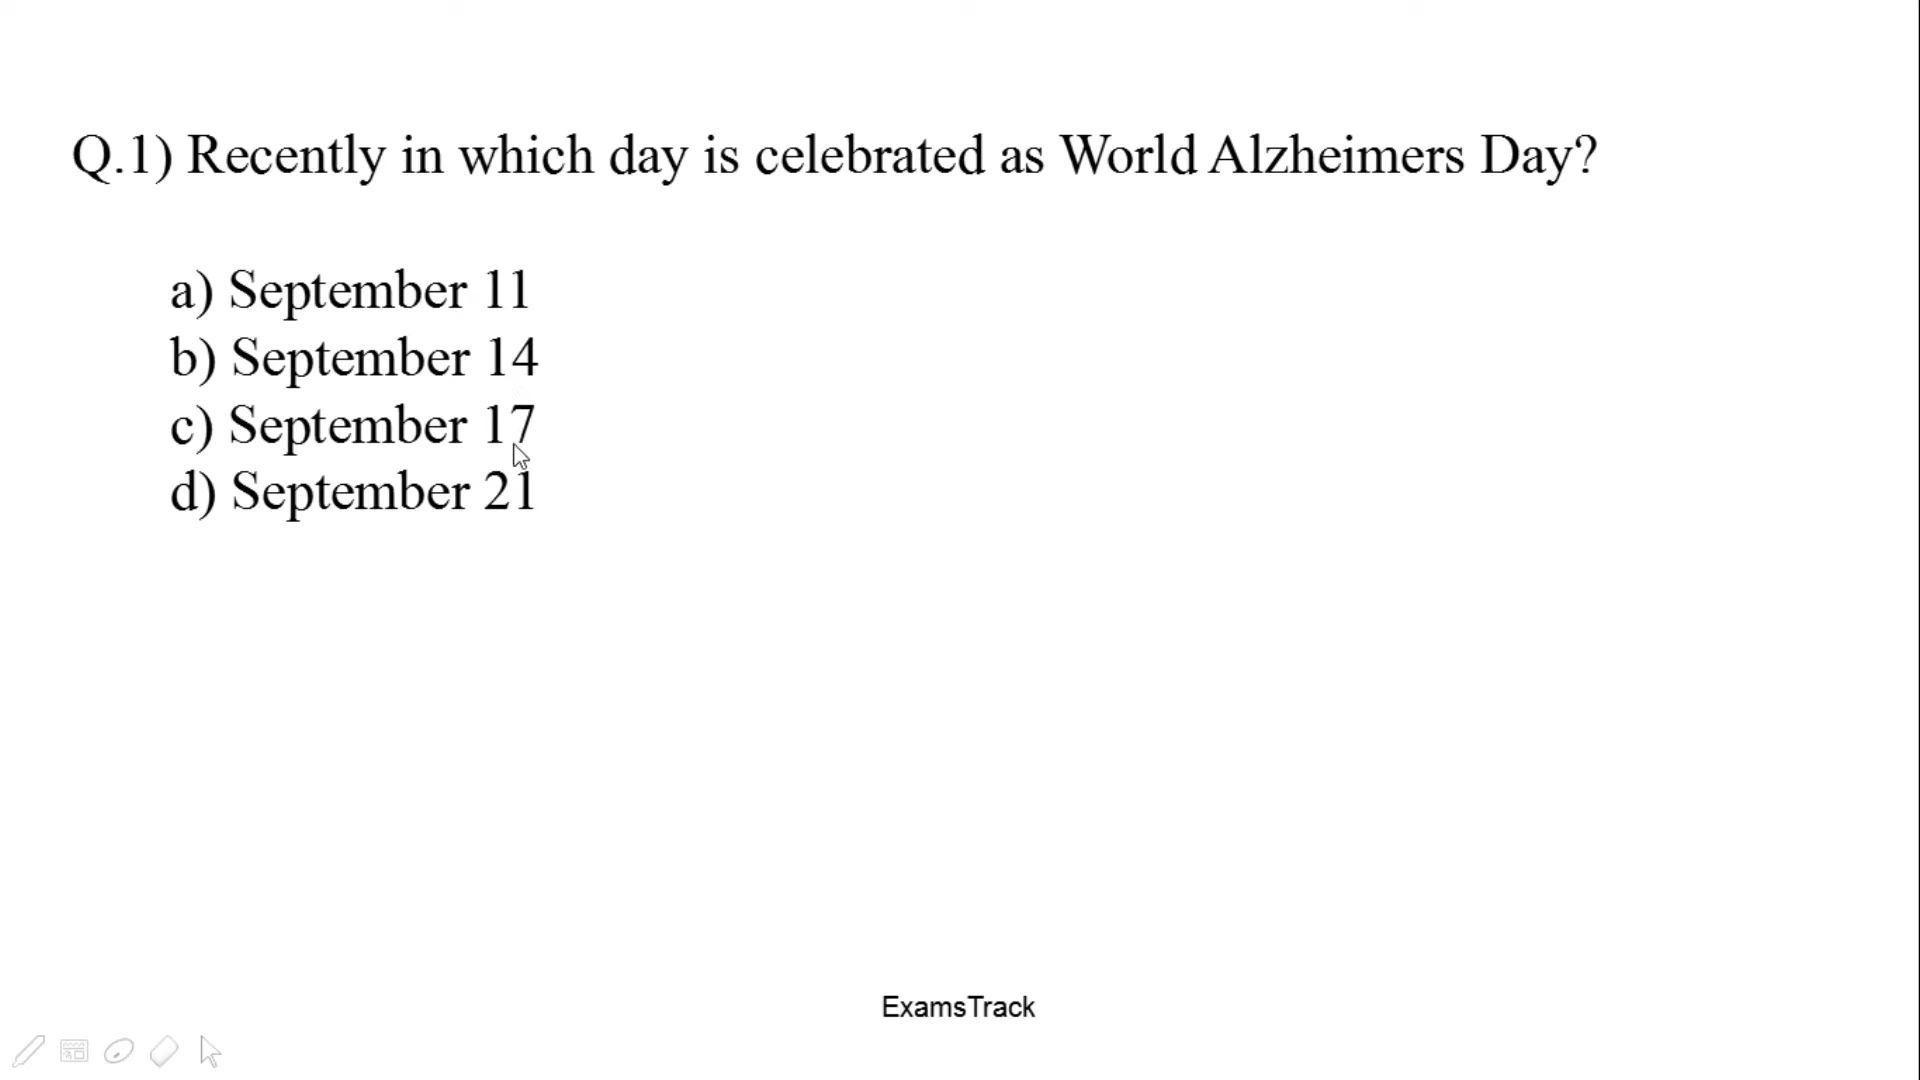 Q.1) Recently in which day is celebrated as World Alzheimers Day?
a) September 11
b) September 14
c) September 17
d) September 21
ExamsTrack